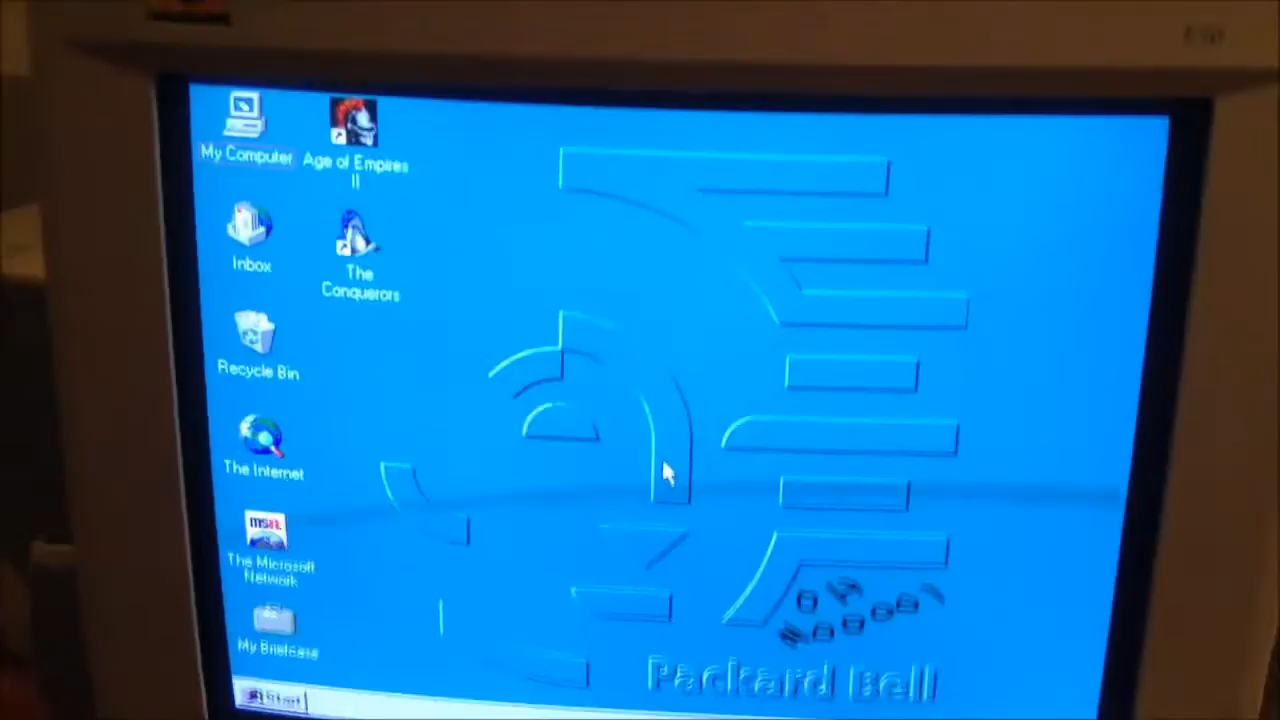 My Computer
Age of Empires
II
Inbox
The
Conquerors
Recycle Bin
The Internet
msn.
The Microsoft
Network
My Briefcase
Start
Packard Bell